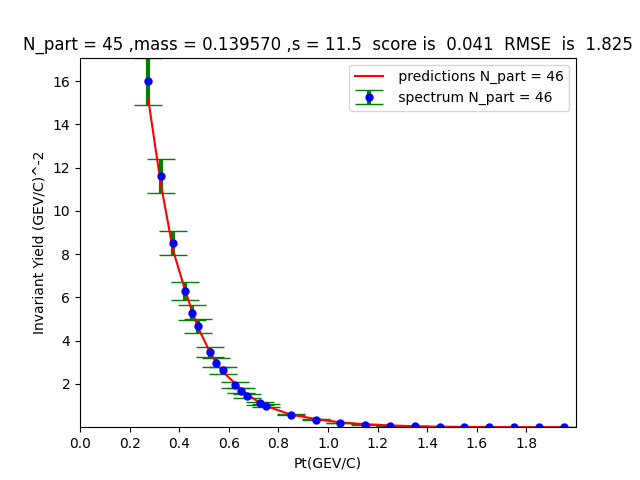 N_part = 45 ,mass = 0.139570 ,s = 11.5  score is  0.041  RMSE  is  1.825
predictions N_part = 46
spectrum N_part = 46
Invariant Yield (GEV/C)^-2
16
14
12
10
8
6
4
2
0.0 0.2 0.4 0.6 0.8 1.0 1.2 1.4 1.6 1.8
Pt(GEV/C)